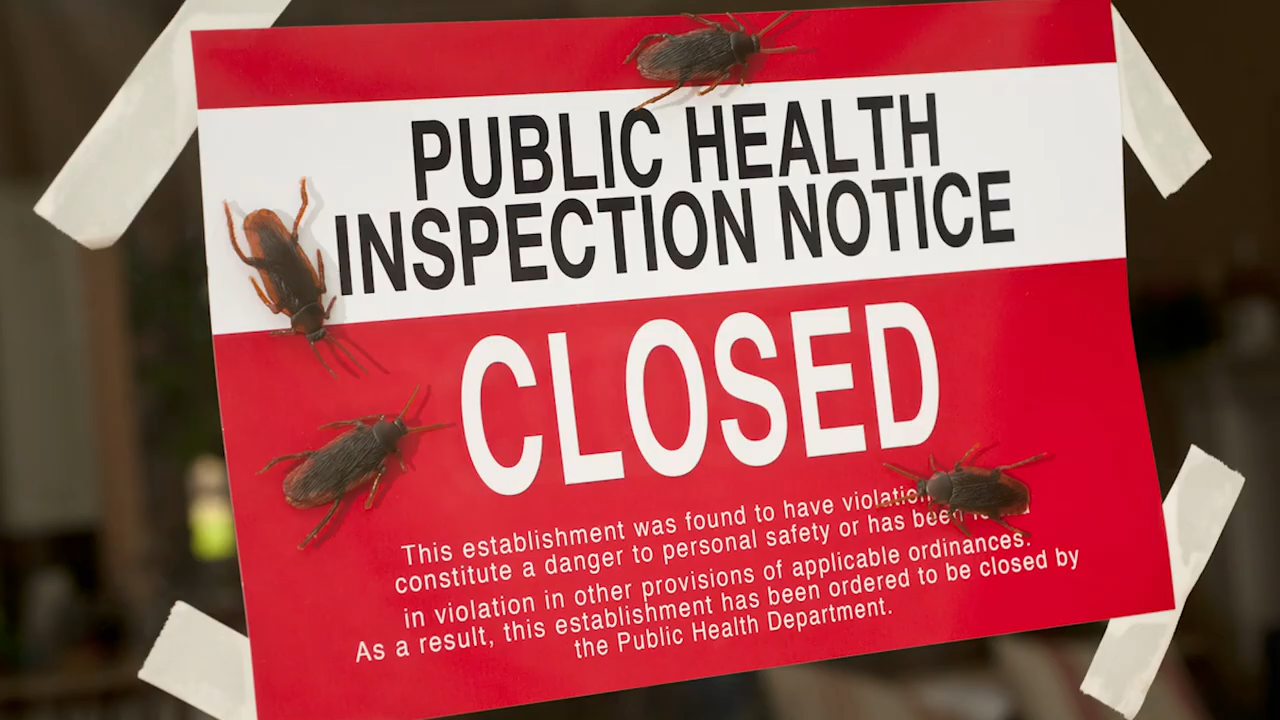 PUBLIC HEALTH
INSPECTION NOTICE
CLOSED
This establishment was found to have
constitute a danger to personal safety or has been
in violation in other provisions of applicable ordinances.
As a result, this establishment has been ordered to be closed by
the Public Health Department.